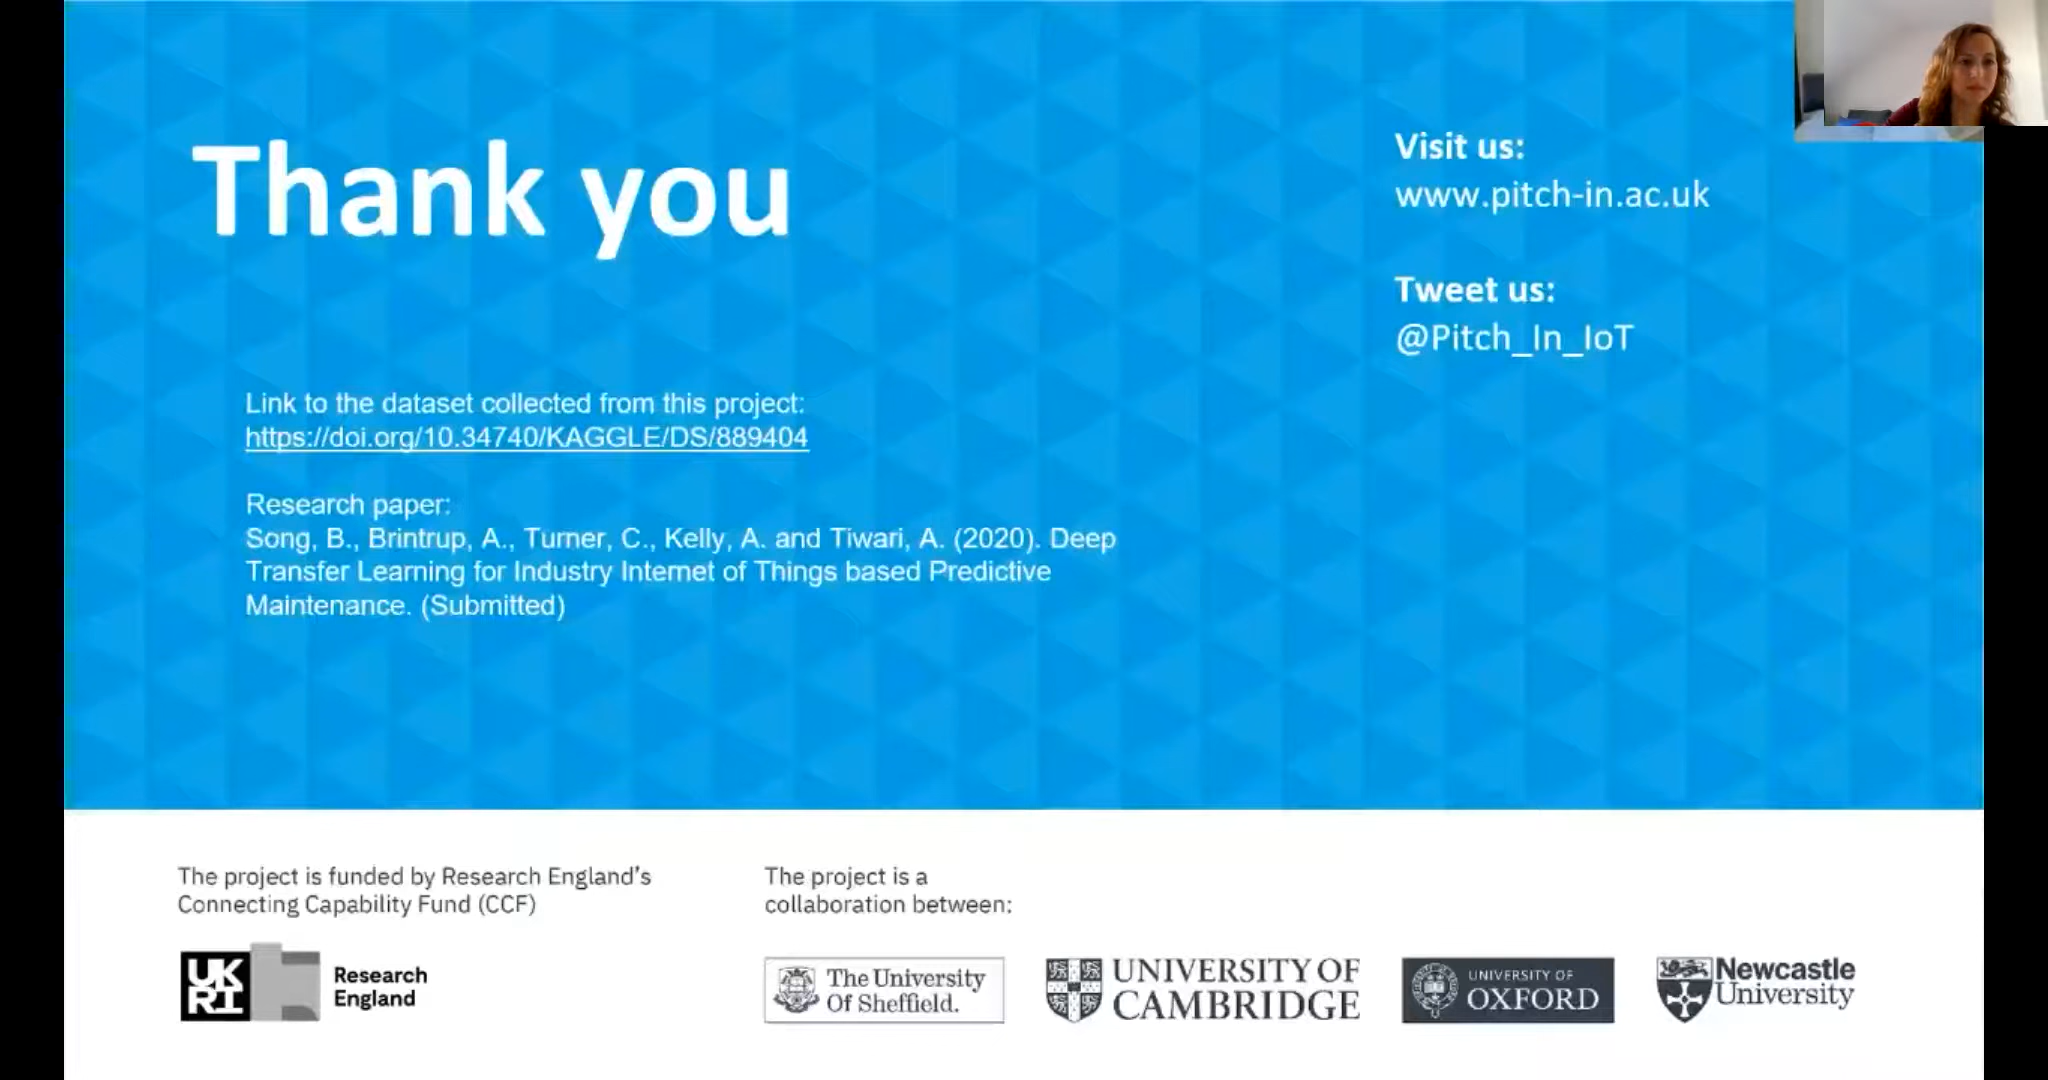 Thank you
Visit us:
www.pitch-in.ac.uk
Tweet us:
@Pitch_In_IoT
Link to the dataset collected from this project:
https://doi.org/10.34740/KAGGLE/DS/889404
Research paper:
Song, B., Brintrup, A., Turner, C., Kelly, A. and Tiwari, A. (2020). Deep
Transfer Learning for Industry Internet of Things based Predictive
Maintenance. (Submitted)
The project is funded by Research England’s
Connecting Capability Fund (CCF)
UK
RI
Research
England
The project is a
collaboration between:
The University
Of Sheffield.
UNIVERSITY OF
CAMBRIDGE
UNIVERSITY OF
OXFORD
Newcastle
University